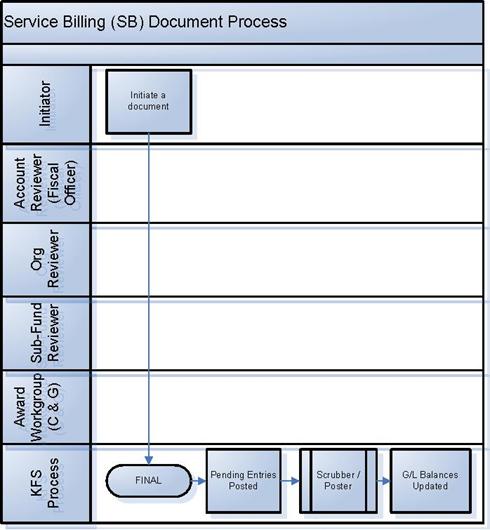 Service Billing (SB) Document Process
Initiator
Initiate a
document
Account
Reviewer
(Fiscal
Officer)
Org
Reviewer
Sub-Fund
Reviewer
Award
Workgroup
(C & G)
KFS
Process
FINAL
Pending Entries
Posted
Scrubber /
Poster
G/L Balances
Updated